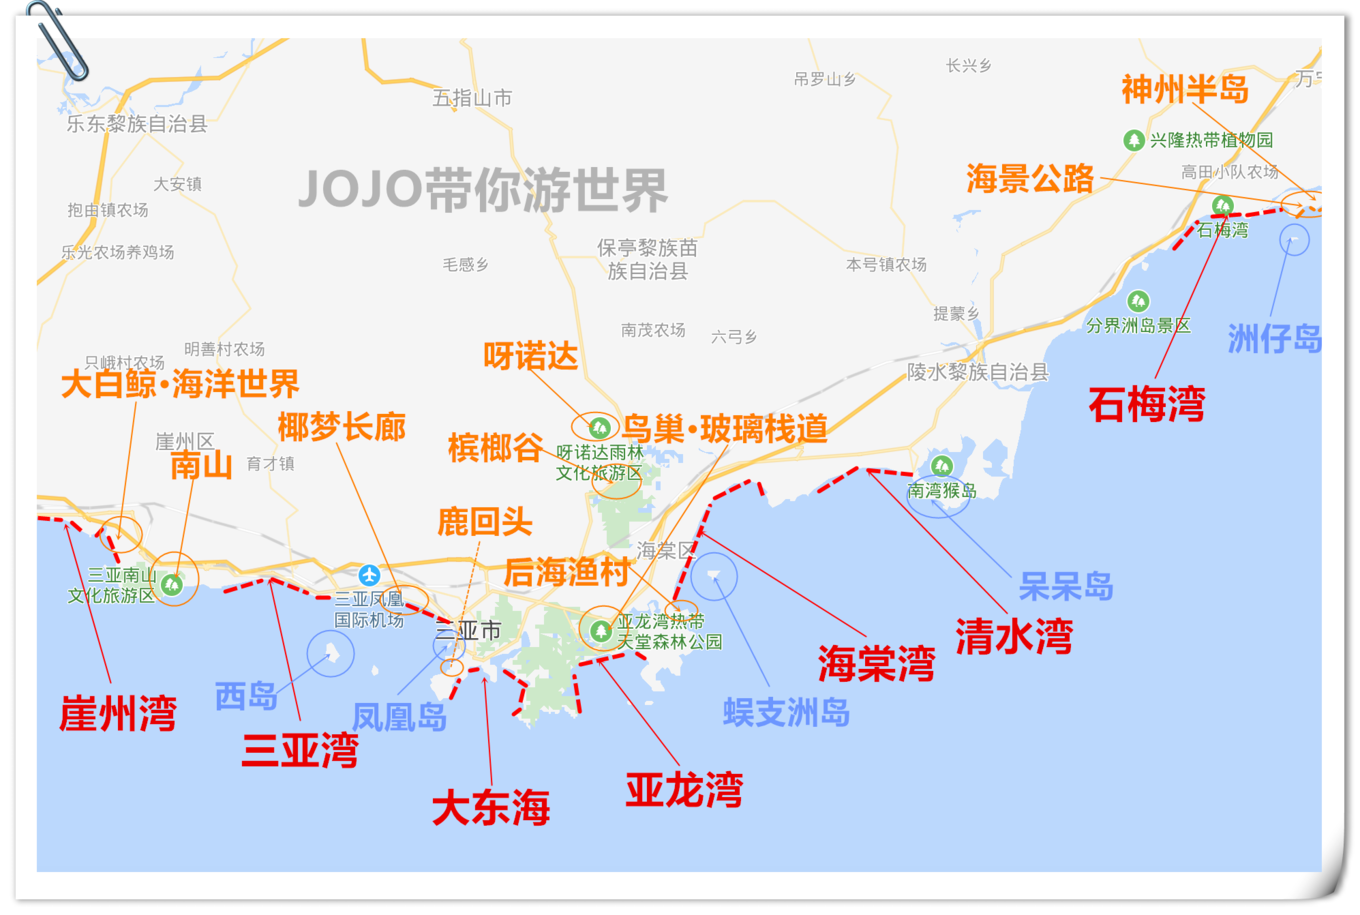 长兴乡
吊罗山乡
万宁
神州半岛
五指山市
乐东黎族自治县
兴隆热带植物园
高田小队农场
海景公路
大安镇
JOJO带你游世界
抱由镇农场
石梅湾
乐光农场养鸡场
毛感乡
保亭黎族苗
族自治县
本号镇农场
分界洲岛景区
提蒙乡
洲仔岛
南茂农场
六弓乡
明善村农场
只峨村农场
呀诺达
陵水黎族自治县
大白鲸·海洋世界
石梅湾
椰梦长廊
鸟巢·玻璃栈道
崖州区
槟榔谷
呀诺达雨林
文化旅游区
南山
育才镇
南湾猴岛
鹿回头
海棠区
后海渔村
三亚南山
文化旅游区
呆呆岛
三亚凤凰
国际机场
亚龙湾热带
天堂森林公园
三亚市
清水湾
海棠湾
西岛
凤凰岛
蜈支洲岛
崖州湾
三亚湾
亚龙湾
大东海